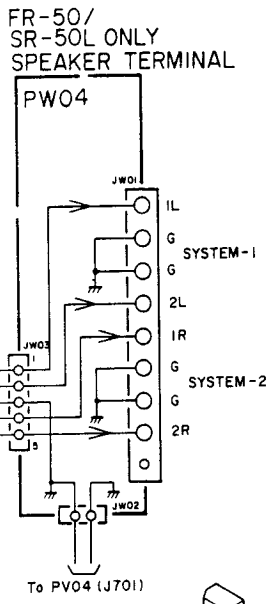 FR-50/
SR-50L ONLY
SPEAKER TERMINAL
PW04
JW01
1L
G
SYSTEM-1
G
2L
1R
JW03
1
G
SYSTEM-2
G
2R
5
JW02
To PV04 (J701)